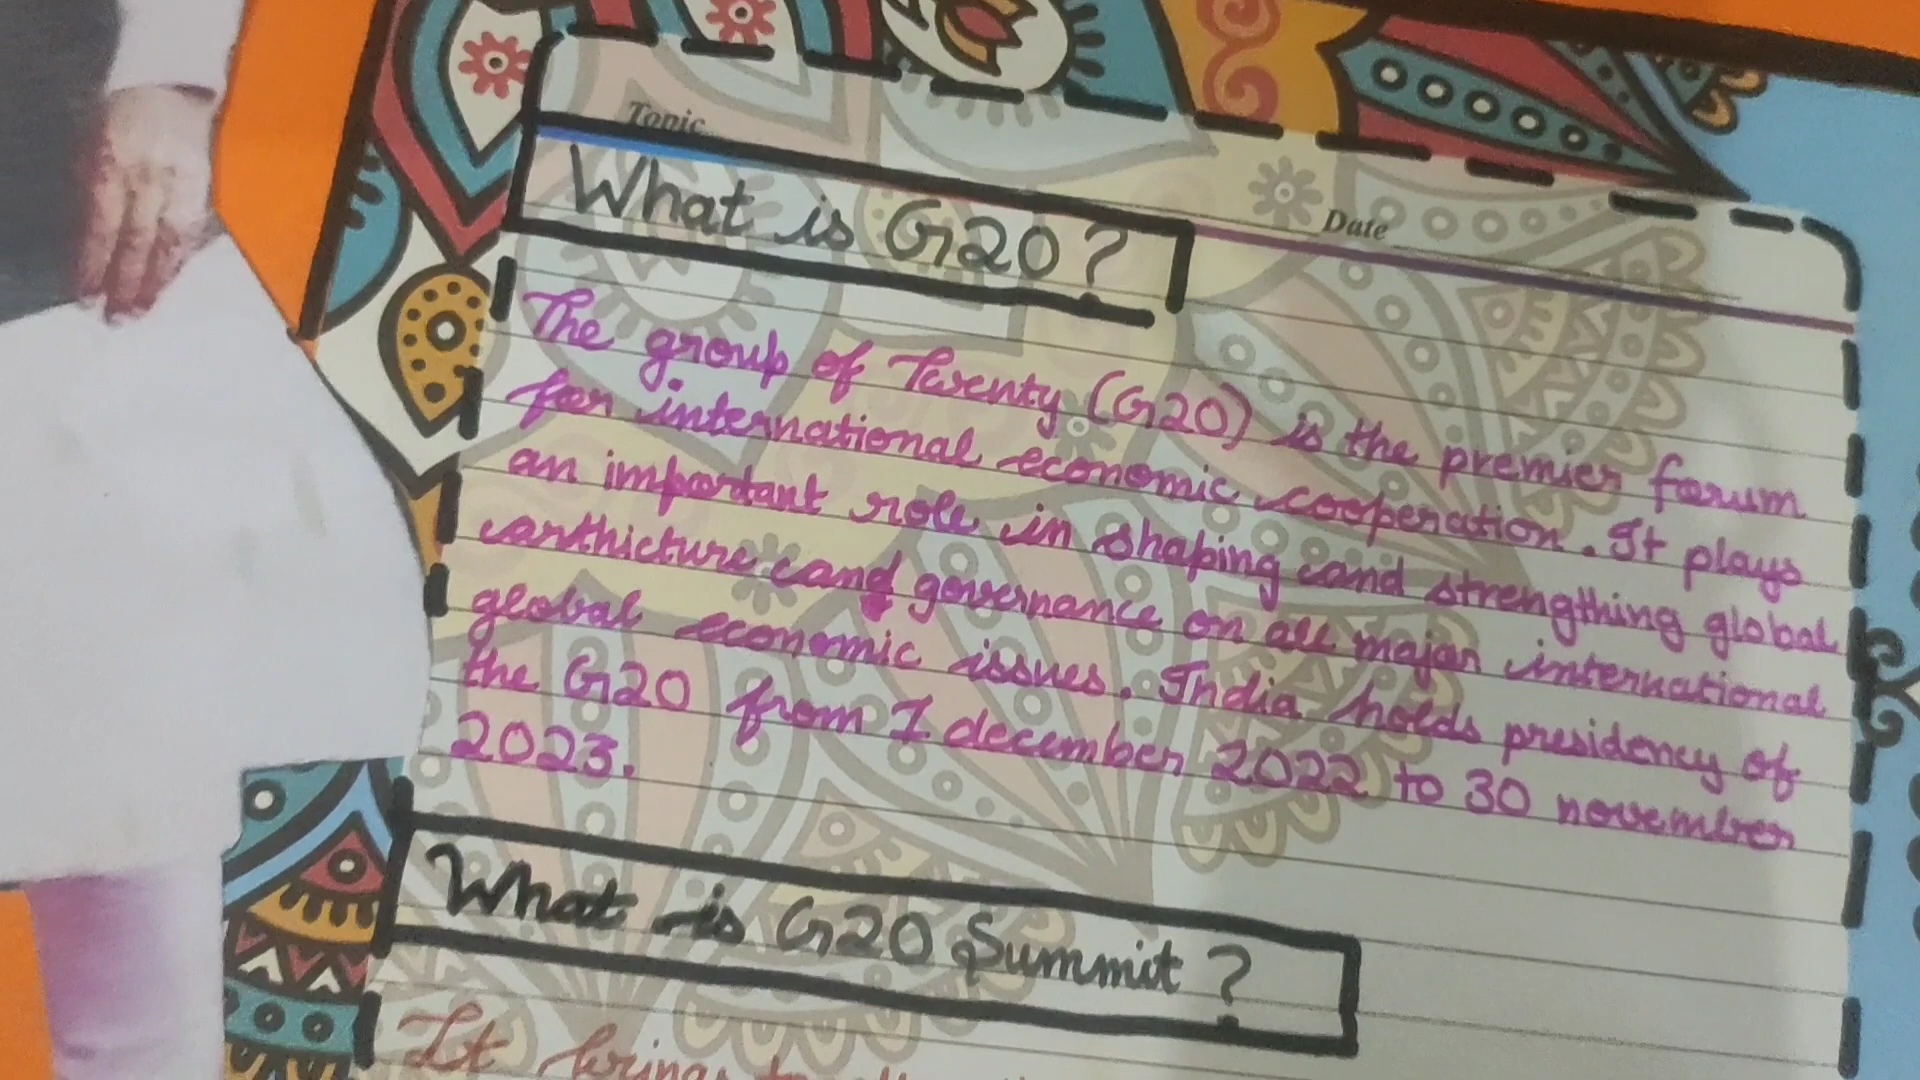 Topic
Date
What is G20?
The group of Twenty (G20) is the premier forum
for international economic cooperation. It plays
an important role in shaping and strengthing global
carthicture and governance on all major international
global economic issues. India holds presidency of
the G20 from 1 december 2022 to 30 november
2023.
What is G20 Summit?
It brings